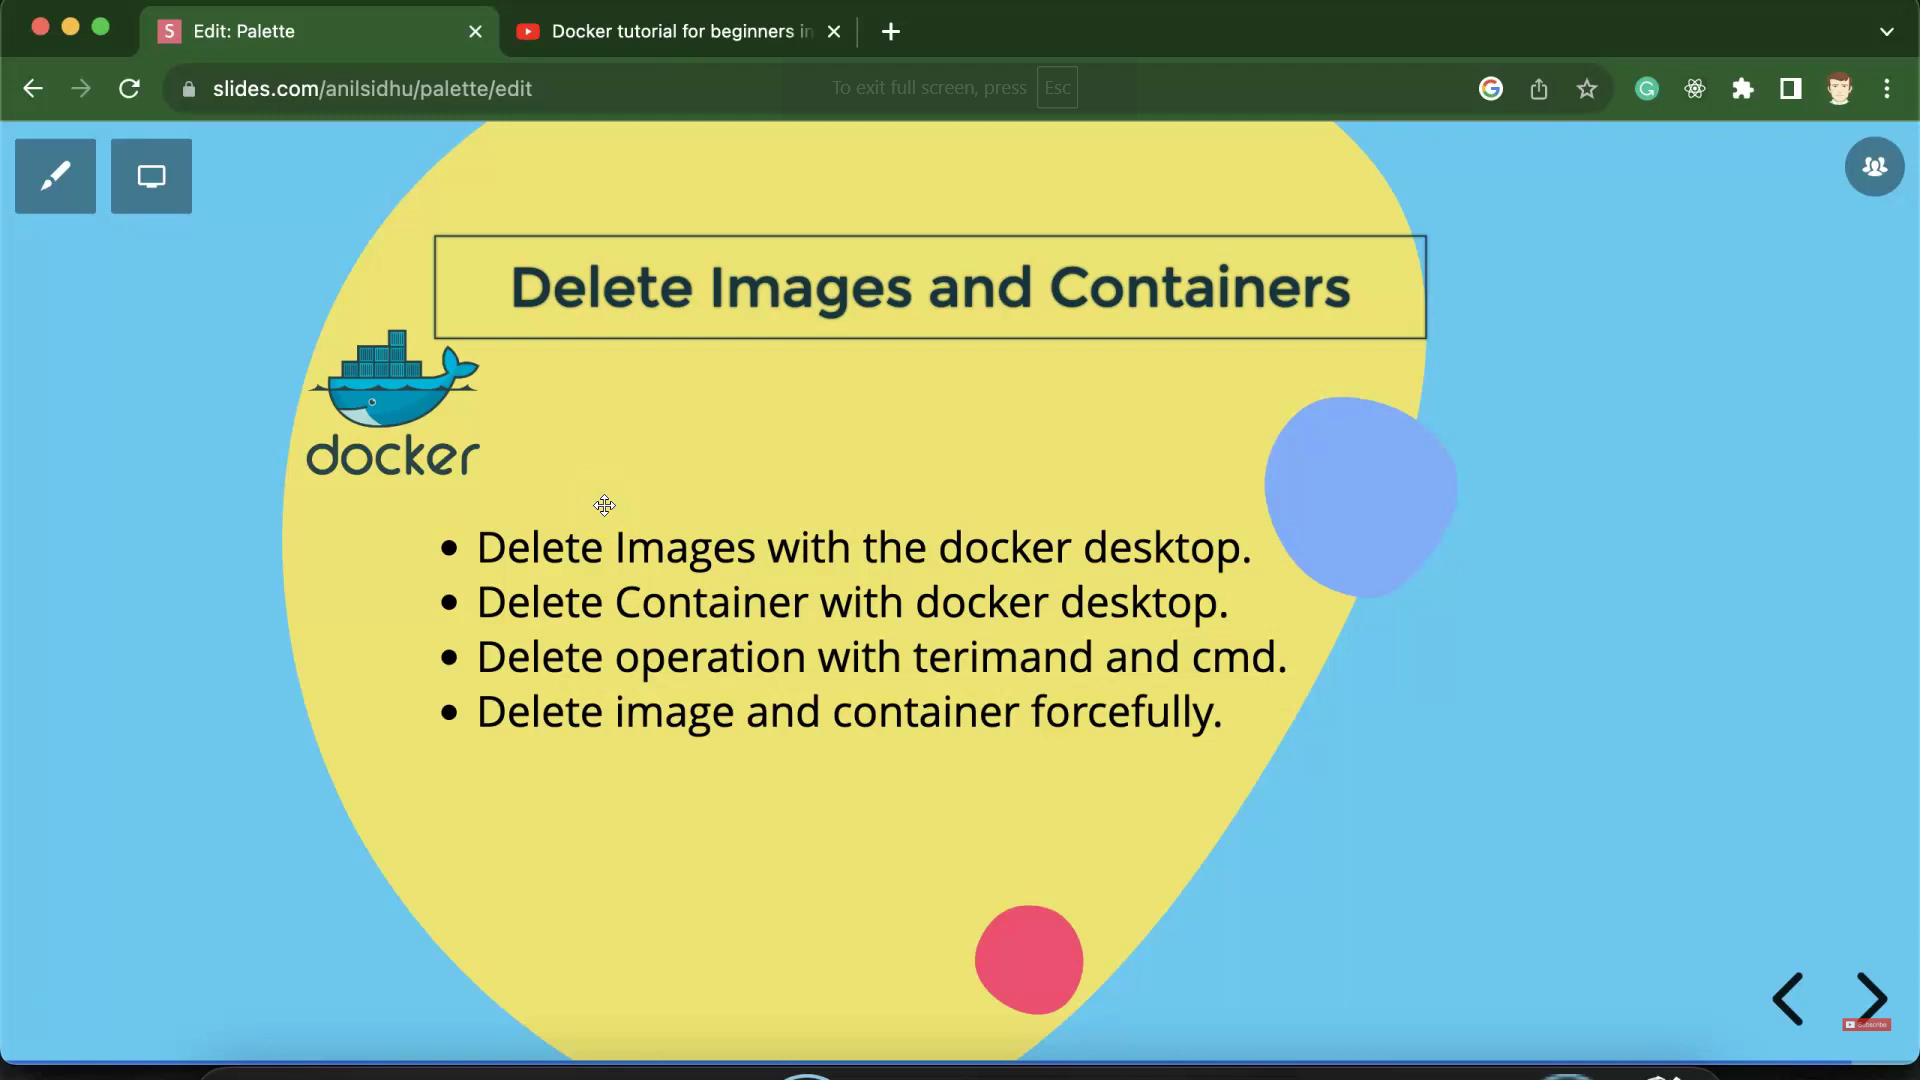 S Edit: Palette
Docker tutorial for beginners in
slides.com/anilsidhu/palette/edit
To exit full screen, press Esc
Delete Images and Containers
docker
• Delete Images with the docker desktop.
• Delete Container with docker desktop.
• Delete operation with terimand and cmd.
• Delete image and container forcefully.
Subscribe